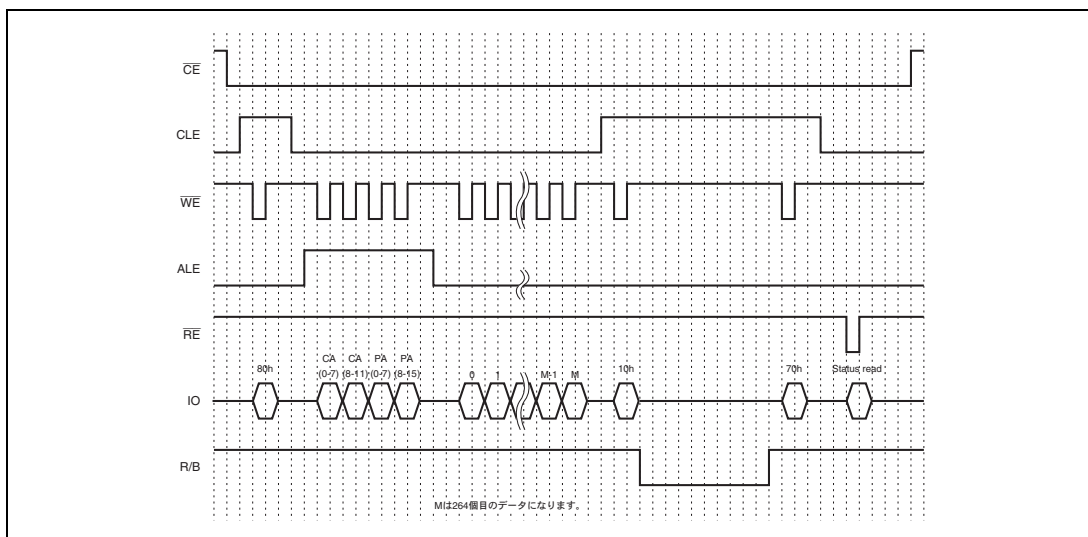 CE
CLE
WE
ALE
RE
80h
CA (0-7)
CA (8-11)
PA (0-7)
PA (8-15)
0
1
M-1
M
10h
70h
Status read
IO
R/B
Mは264個目のデータになります。